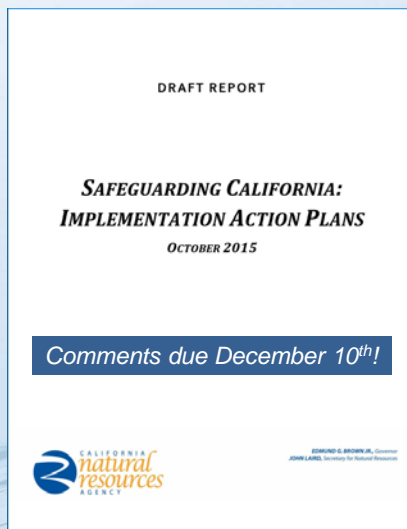 DRAFT REPORT
SAFEGUARDING CALIFORNIA:
IMPLEMENTATION ACTION PLANS
OCTOBER 2015
Comments due December 10th!
CALIFORNIA
natural
resources
AGENCY
EDMUND G. BROWN JR., Governor
JOHN LAIRD, Secretary for Natural Resources